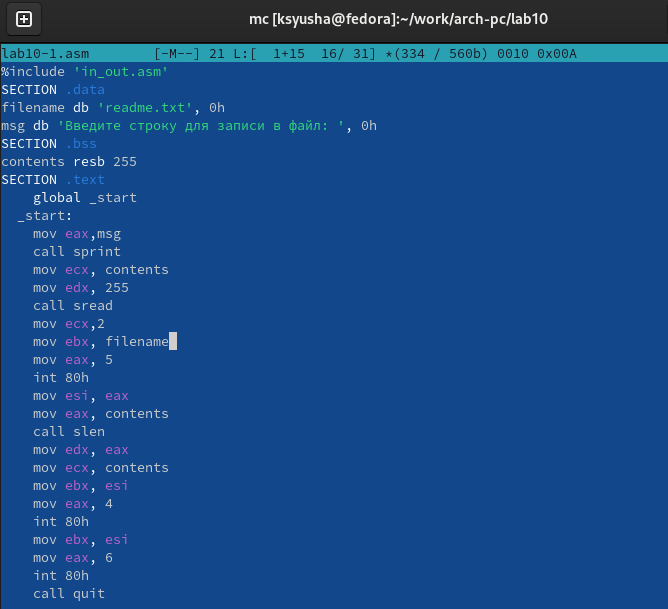 mc [ksyusha@fedora]:~/work/arch-pc/lab10
lab10-1.asm        [-M--] 21 L:[  1+15  16/ 31] *(334 / 560b) 0010 0x00A
%include 'in_out.asm'
SECTION .data
filename db 'readme.txt', 0h
msg db 'Введите строку для записи в файл: ', 0h
SECTION .bss
contents resb 255
SECTION .text
    global _start
  _start:
    mov eax,msg
    call sprint
    mov ecx, contents
    mov edx, 255
    call sread
    mov ecx,2
    mov ebx, filename
    mov eax, 5
    int 80h
    mov esi, eax
    mov eax, contents
    call slen
    mov edx, eax
    mov ecx, contents
    mov ebx, esi
    mov eax, 4
    int 80h
    mov ebx, esi
    mov eax, 6
    int 80h
    call quit